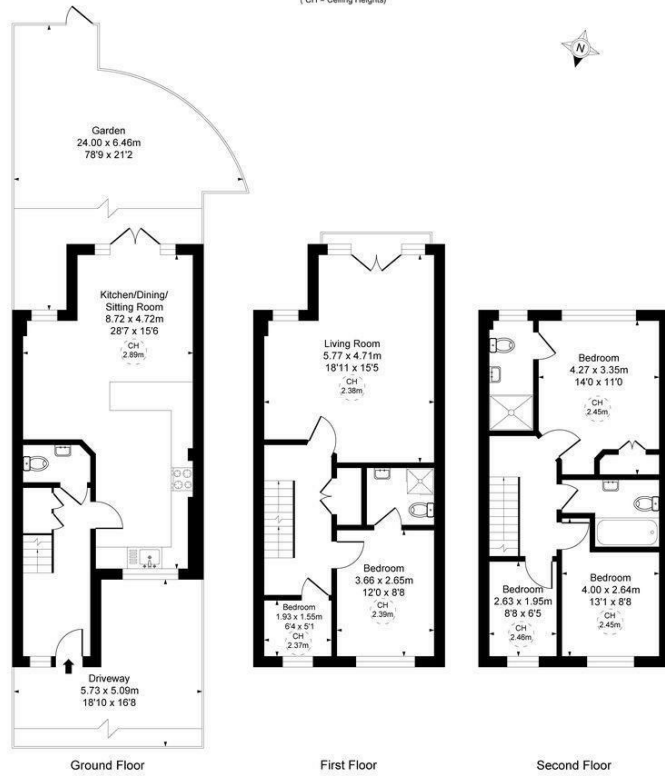 ( CH = Ceiling Heights)
N
Garden
24.00 x 6.46m
78'9 x 21'2
Kitchen/Dining/
Sitting Room
8.72 x 4.72m
28'7 x 15'6
CH
2.89m
Driveway
5.73 x 5.09m
18'10 x 16'8
Ground Floor
Living Room
5.77 x 4.71m
18'11 x 15'5
CH
2.38m
Bedroom
3.66 x 2.65m
12'0 x 8'8
CH
2.39m
Bedroom
1.93 x 1.55m
6'4 x 5'1
CH
2.37m
First Floor
Bedroom
4.27 x 3.35m
14'0 x 11'0
CH
2.45m
Bedroom
2.63 x 1.95m
8'8 x 6'5
CH
2.46m
Bedroom
4.00 x 2.64m
13'1 x 8'8
CH
2.45m
Second Floor